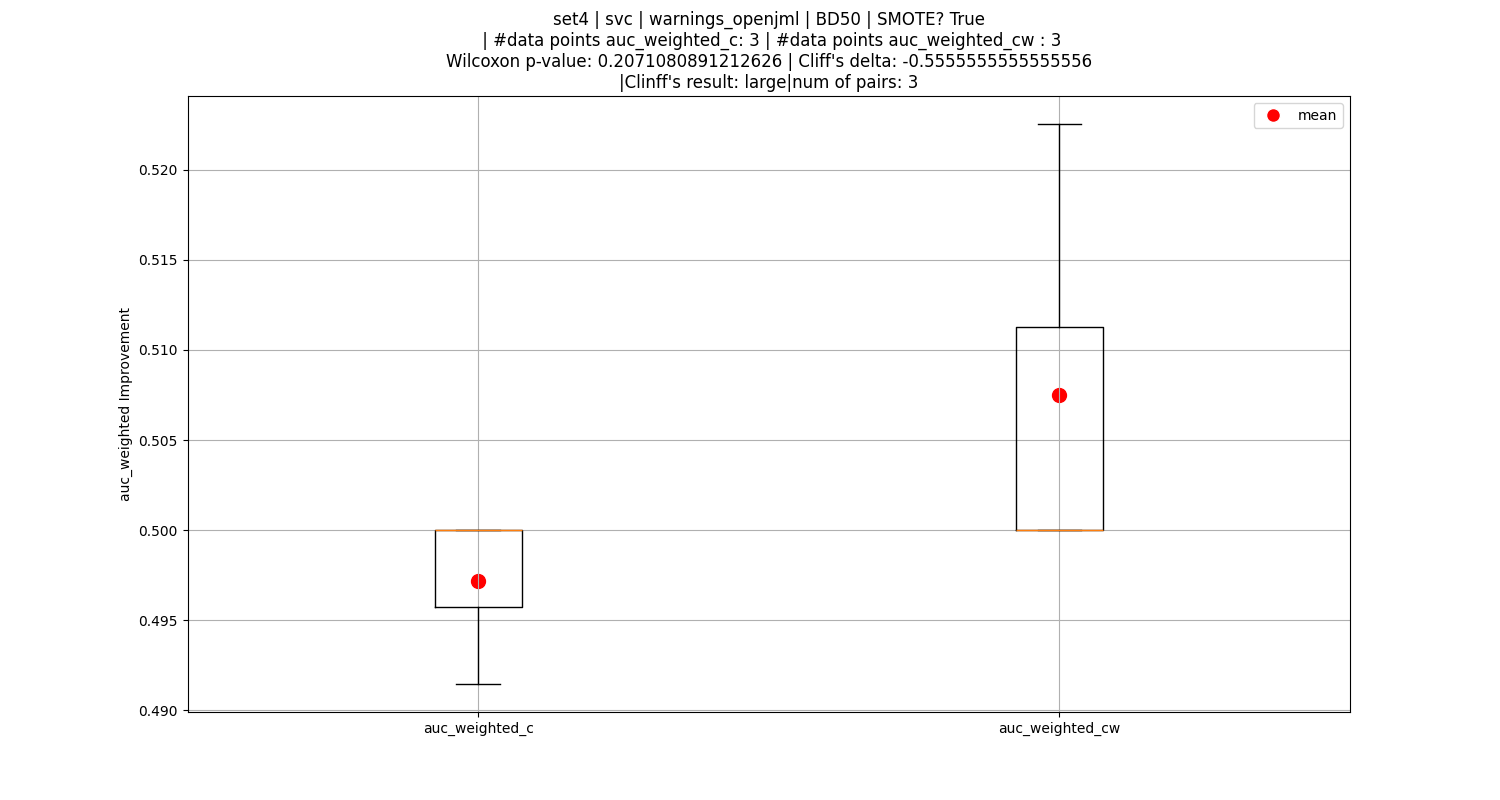 set4 | svc | warnings_openjml | BD50 | SMOTE? True
| #data points auc_weighted_c: 3 | #data points auc_weighted_cw : 3
Wilcoxon p-value: 0.2071080891212626 | Cliff's delta: -0.5555555555555556
|Clinff's result: large|num of pairs: 3
mean
0.520
0.515
0.510
0.505
0.500
0.495
0.490
auc_weighted Improvement
auc_weighted_c
auc_weighted_cw